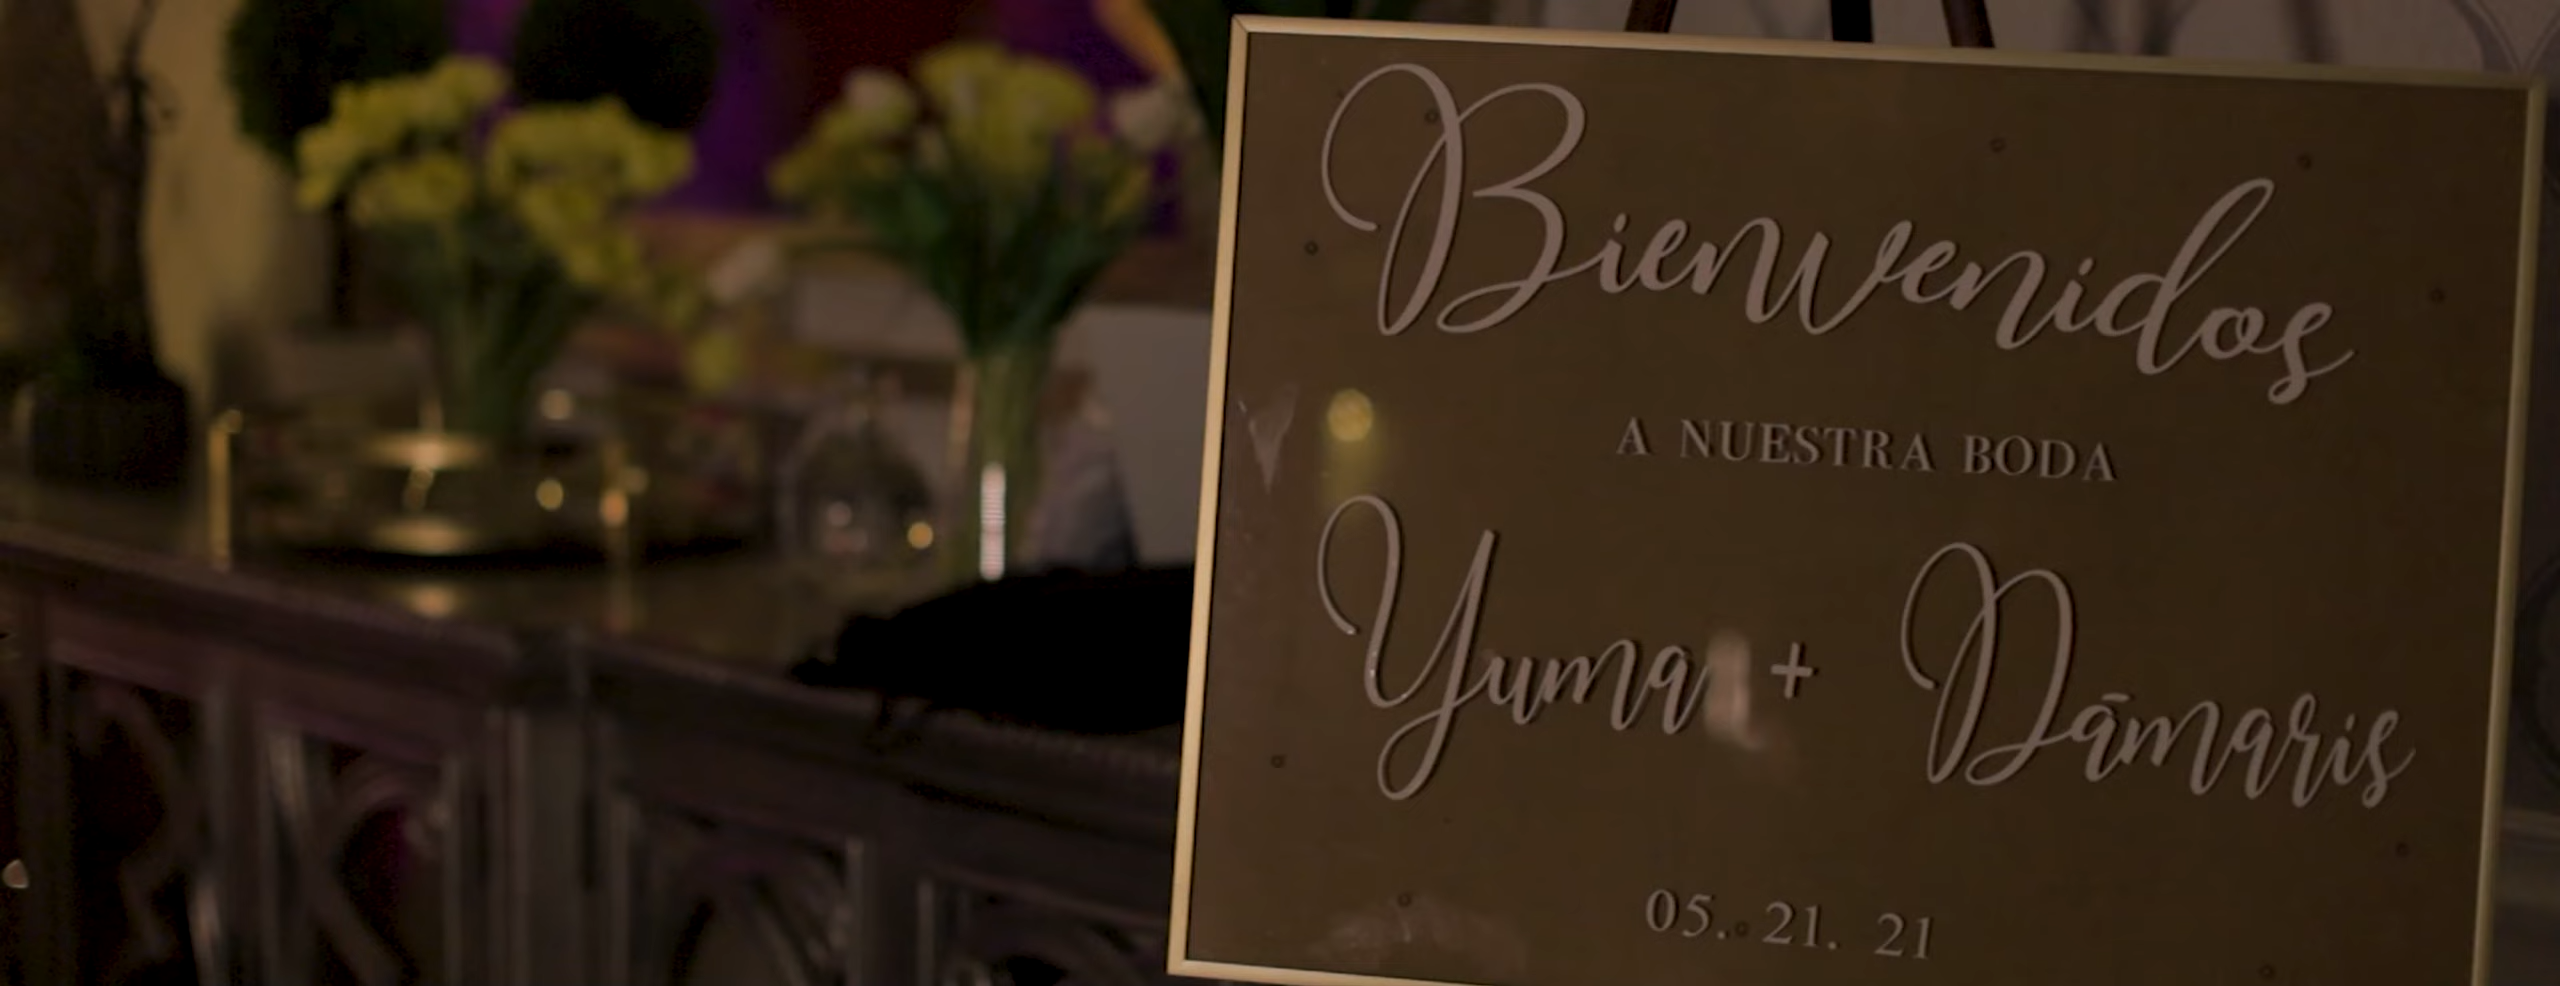 Bienvenidos
A NUESTRA BODA
Yuma + Dāmaris
05. 21. 21